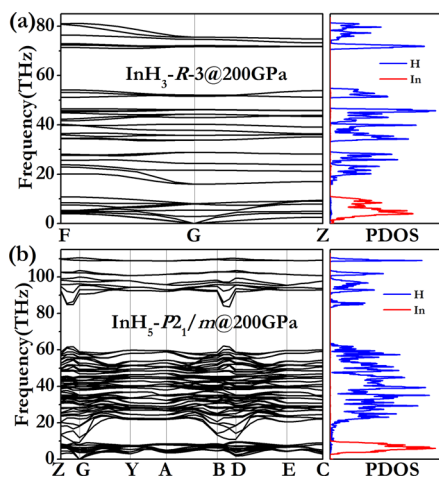 (a)
80
60
40
20
0
Frequency(THz)
InH3-R-3@200GPa
F G Z
H
In
PDOS
(b)
100
80
60
40
20
0
Frequency(THz)
InH5-P21/m@200GPa
Z G Y A B D E C
H
In
PDOS